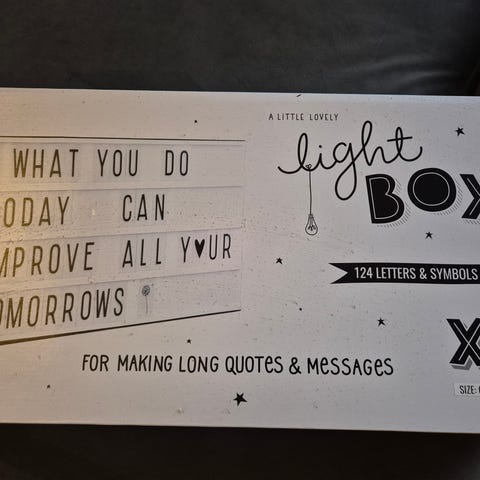 WHAT YOU DO
ODAY CAN
MPROVE ALL Y♥UR
OMORROWS
A LITTLE LOVELY
light
BOX
124 LETTERS & SYMBOLS
X
SIZE:
FOR MAKING LONG QUOTES & MESSAGES